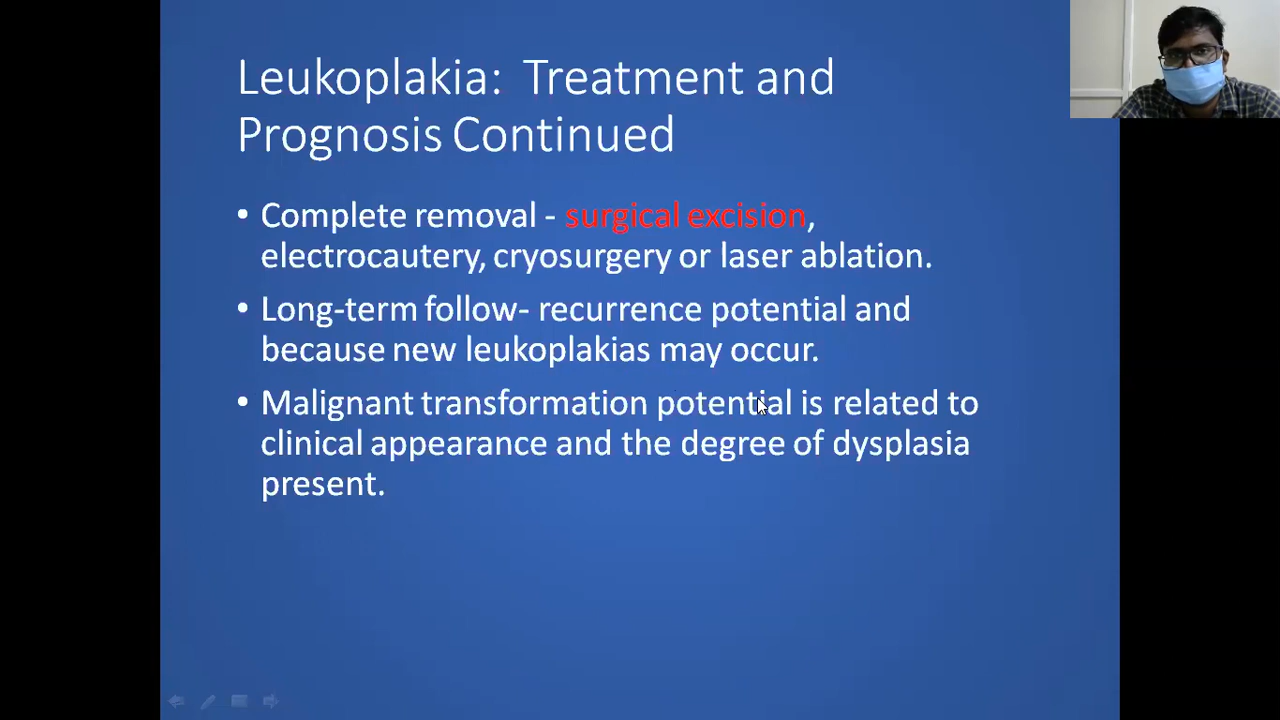 Leukoplakia: Treatment and
Prognosis Continued
• Complete removal - surgical excision,
electrocautery, cryosurgery or laser ablation.
• Long-term follow- recurrence potential and
because new leukoplakias may occur.
• Malignant transformation potential is related to
clinical appearance and the degree of dysplasia
present.